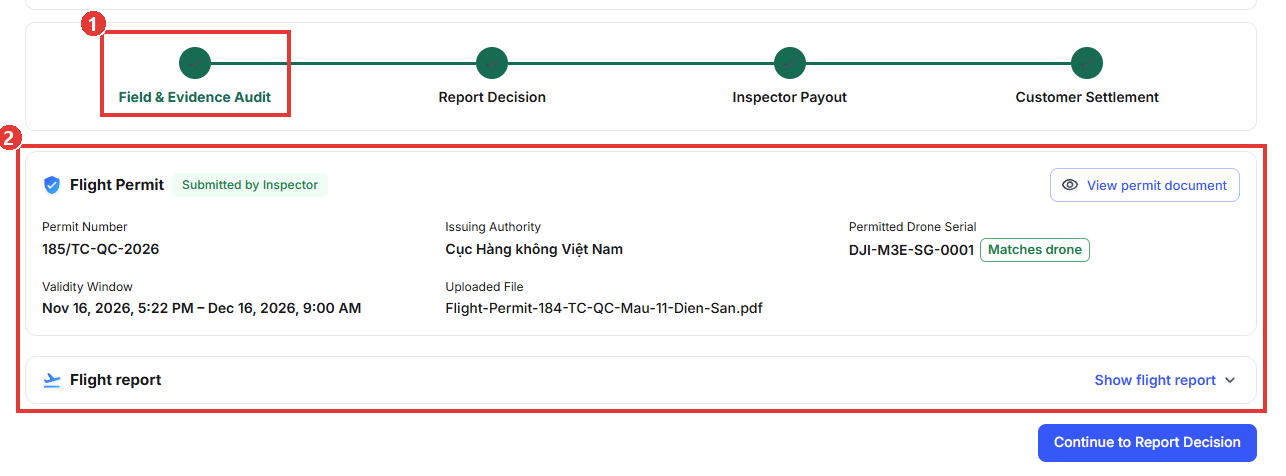 1
Field & Evidence Audit
Report Decision
Inspector Payout
Customer Settlement
2
Flight Permit
Submitted by Inspector
View permit document
Permit Number
Issuing Authority
Permitted Drone Serial
185/TC-QC-2026
Cục Hàng không Việt Nam
DJI-M3E-SG-0001
Matches drone
Validity Window
Uploaded File
Nov 16, 2026, 5:22 PM – Dec 16, 2026, 9:00 AM
Flight-Permit-184-TC-QC-Mau-11-Dien-San.pdf
Flight report
Show flight report
Continue to Report Decision